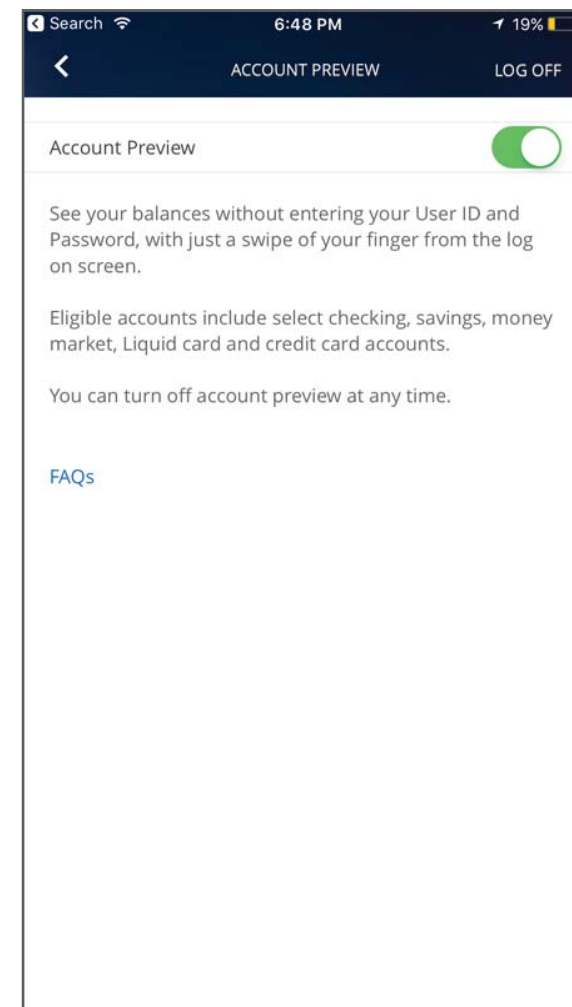 Search 6:48 PM 19%
ACCOUNT PREVIEW LOG OFF
Account Preview
See your balances without entering your User ID and
Password, with just a swipe of your finger from the log
on screen.
Eligible accounts include select checking, savings, money
market, Liquid card and credit card accounts.
You can turn off account preview at any time.
FAQs